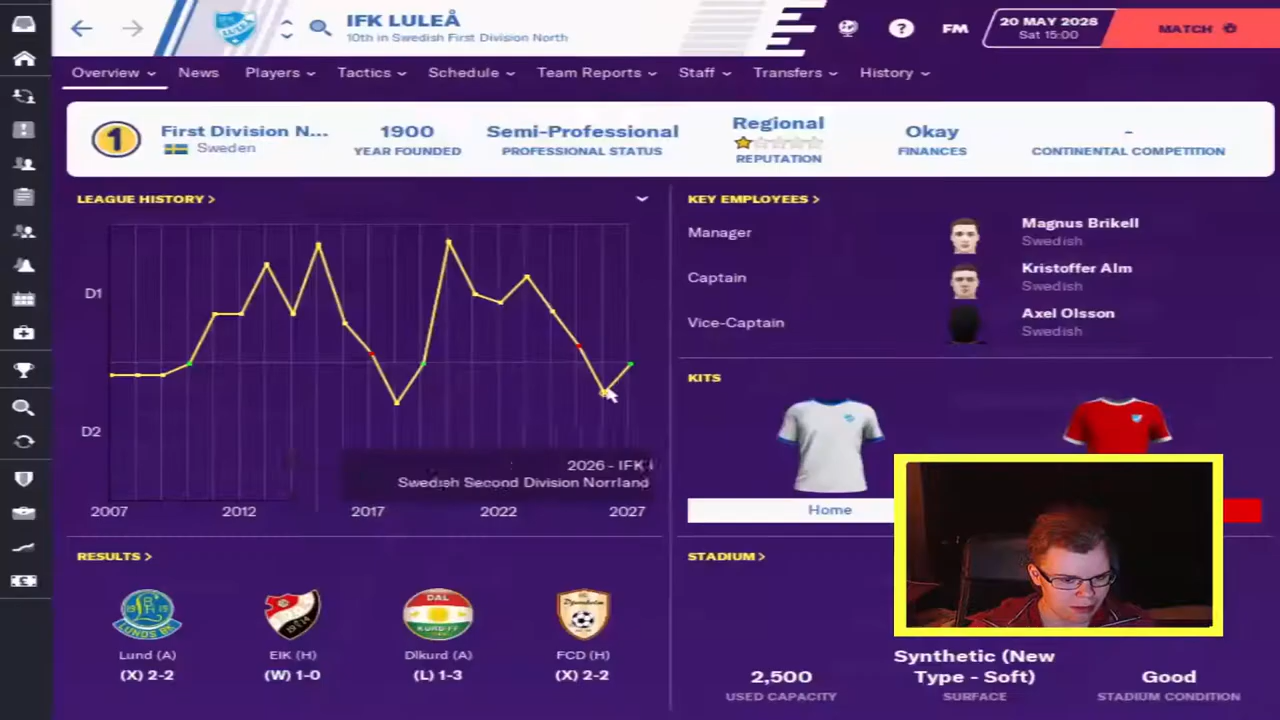 IFK LULEÅ
10th in Swedish First Division North
FM
20 MAY 2028
Sat 15:00
MATCH
Overview
News
Players
Tactics
Schedule
Team Reports
Staff
Transfers
History
1
First Division N...
Sweden
1900
YEAR FOUNDED
Semi-Professional
PROFESSIONAL STATUS
Regional
REPUTATION
Okay
FINANCES
-
CONTINENTAL COMPETITION
LEAGUE HISTORY >
D1
D2
2026 - IFK
Swedish Second Division Norrland
2007
2012
2017
2022
2027
KEY EMPLOYEES >
Manager
Magnus Brikell
Swedish
Captain
Kristoffer Alm
Swedish
Vice-Captain
Axel Olsson
Swedish
KITS
Home
RESULTS >
Lund (A)
(X) 2-2
EIK (H)
(W) 1-0
Dlkurd (A)
(L) 1-3
FCD (H)
(X) 2-2
STADIUM >
2,500
USED CAPACITY
Synthetic (New
Type - Soft)
SURFACE
Good
STADIUM CONDITION